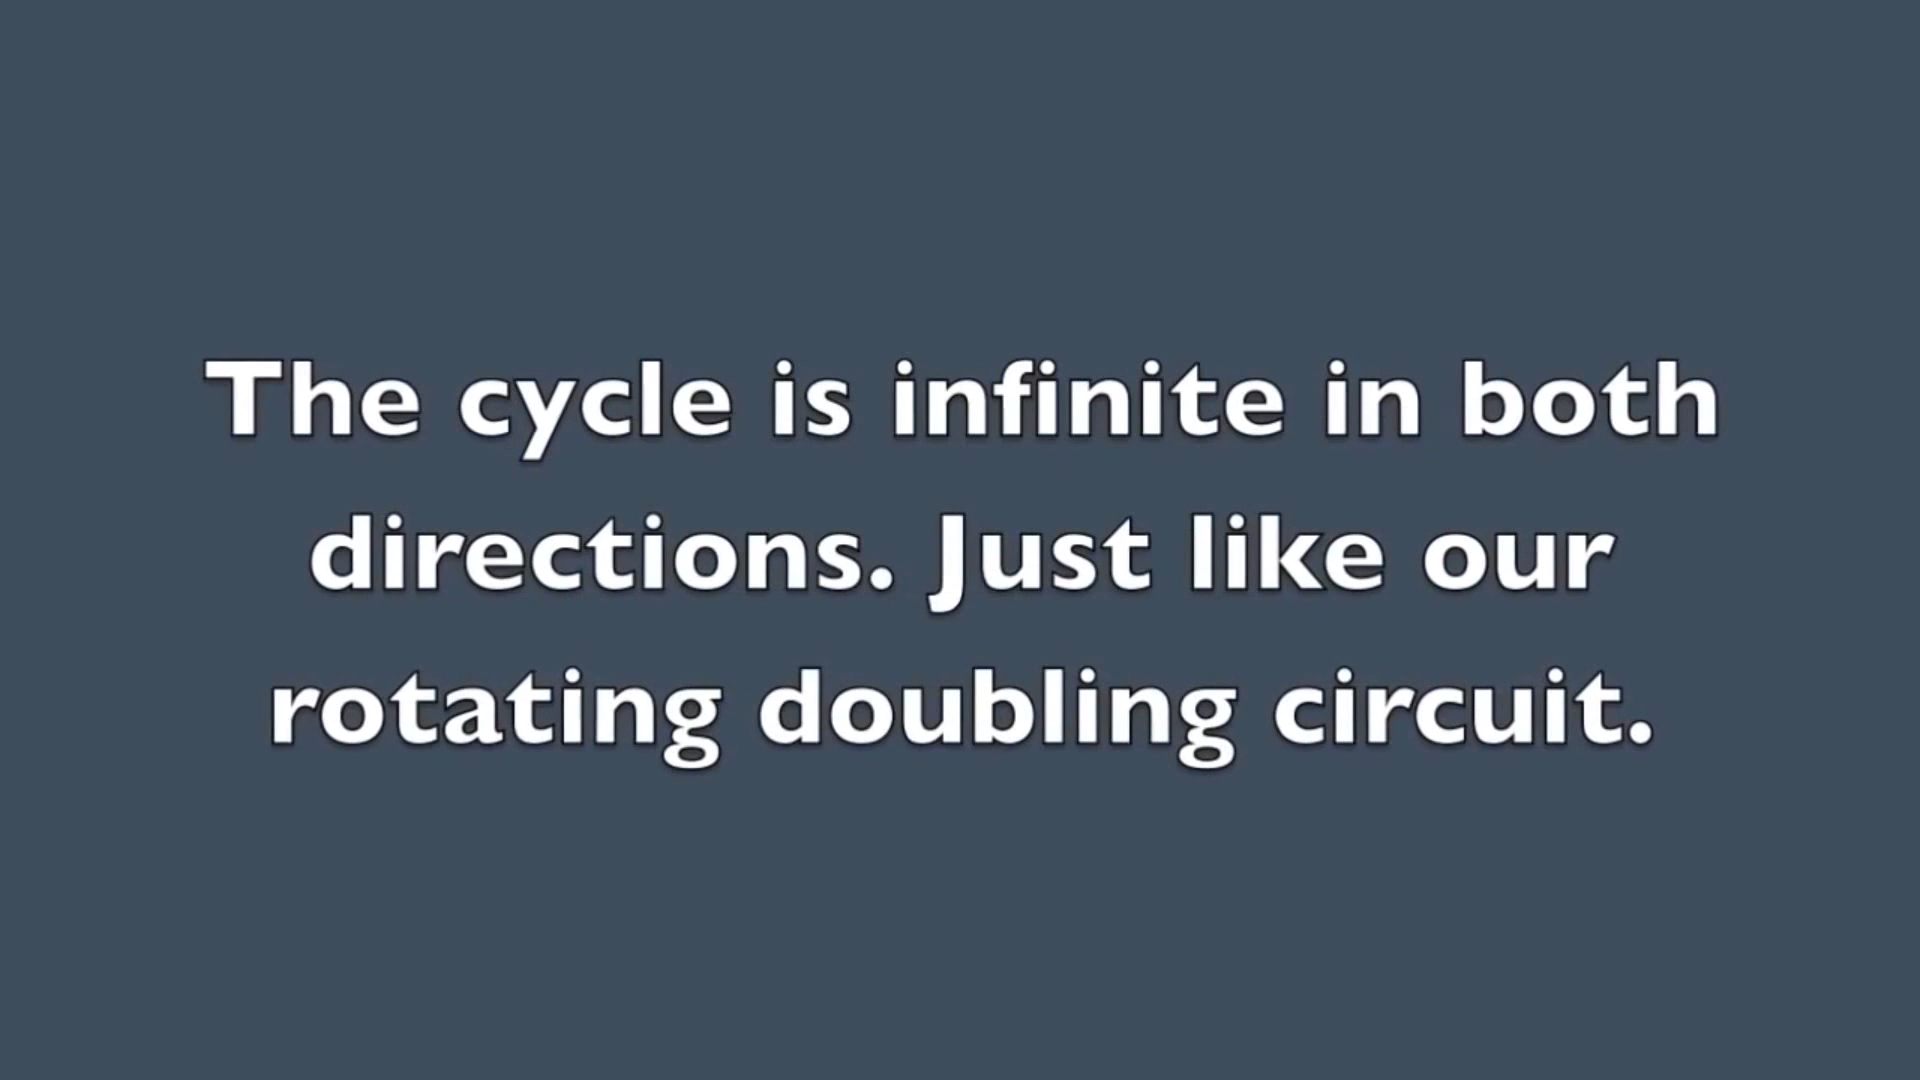 The cycle is infinite in both
directions. Just like our
rotating doubling circuit.